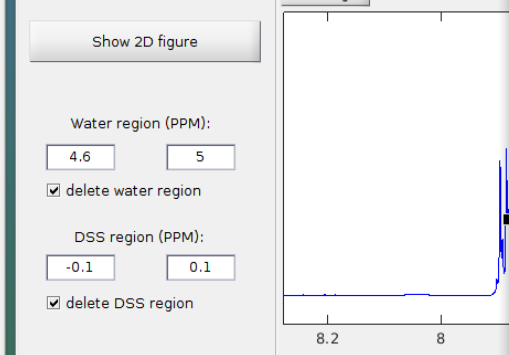 Show 2D figure
Water region (PPM):
4.6 5
delete water region
DSS region (PPM):
-0.1 0.1
delete DSS region
8.2 8